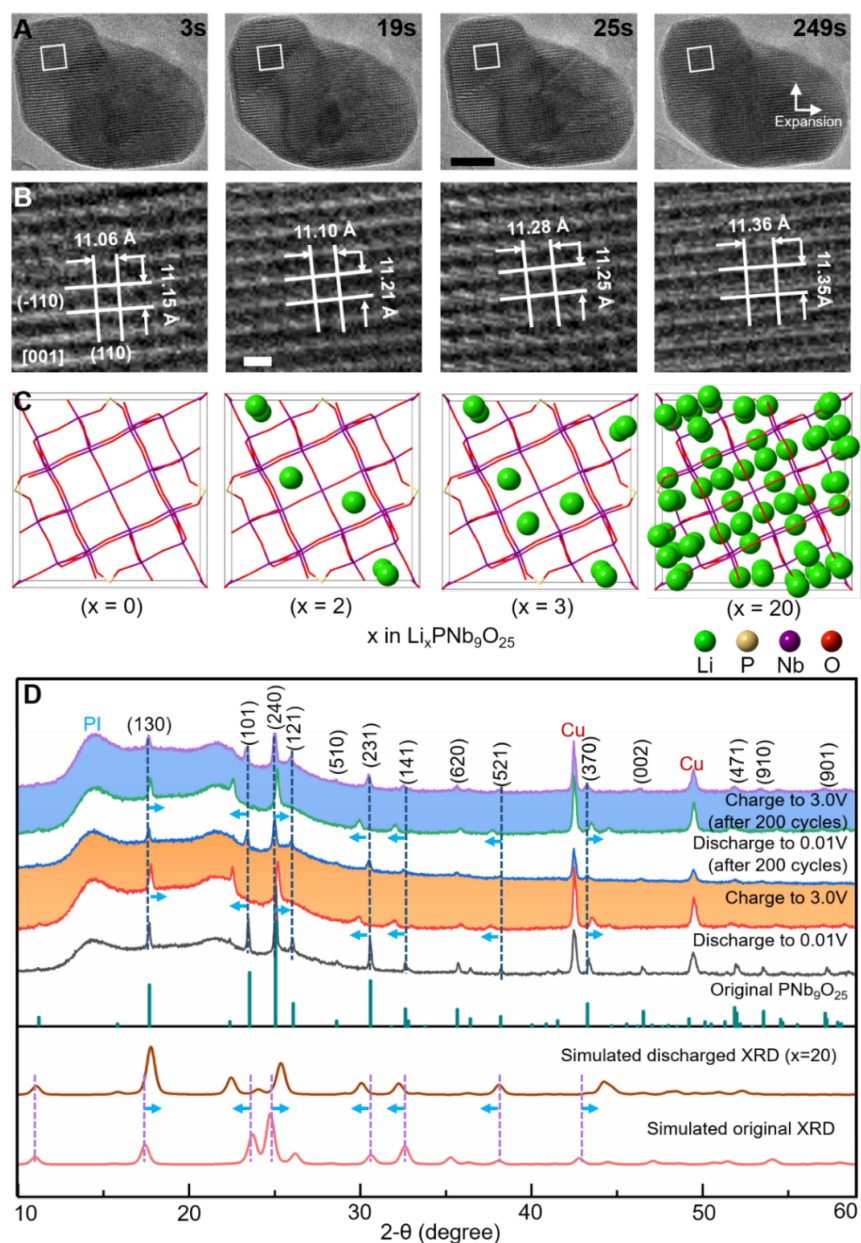 A
3s
19s
25s
249s
Expansion
B
11.06 Å
11.15 Å
(-110)
[001]
(110)
11.10 Å
11.21 Å
11.28 Å
11.25 Å
11.36 Å
11.35Å
C
(x = 0)
(x = 2)
(x = 3)
(x = 20)
x in LiₓPNb₉O₂₅
Li
P
Nb
O
D
PI
(130)
(101)
(240)
(121)
(510)
(231)
(141)
(620)
(521)
Cu
(370)
(002)
Cu
(471)
(910)
(901)
Charge to 3.0V
(after 200 cycles)
Discharge to 0.01V
(after 200 cycles)
Charge to 3.0V
Discharge to 0.01V
Original PNb₉O₂₅
Simulated discharged XRD (x=20)
Simulated original XRD
10
20
30
40
50
60
2-θ (degree)